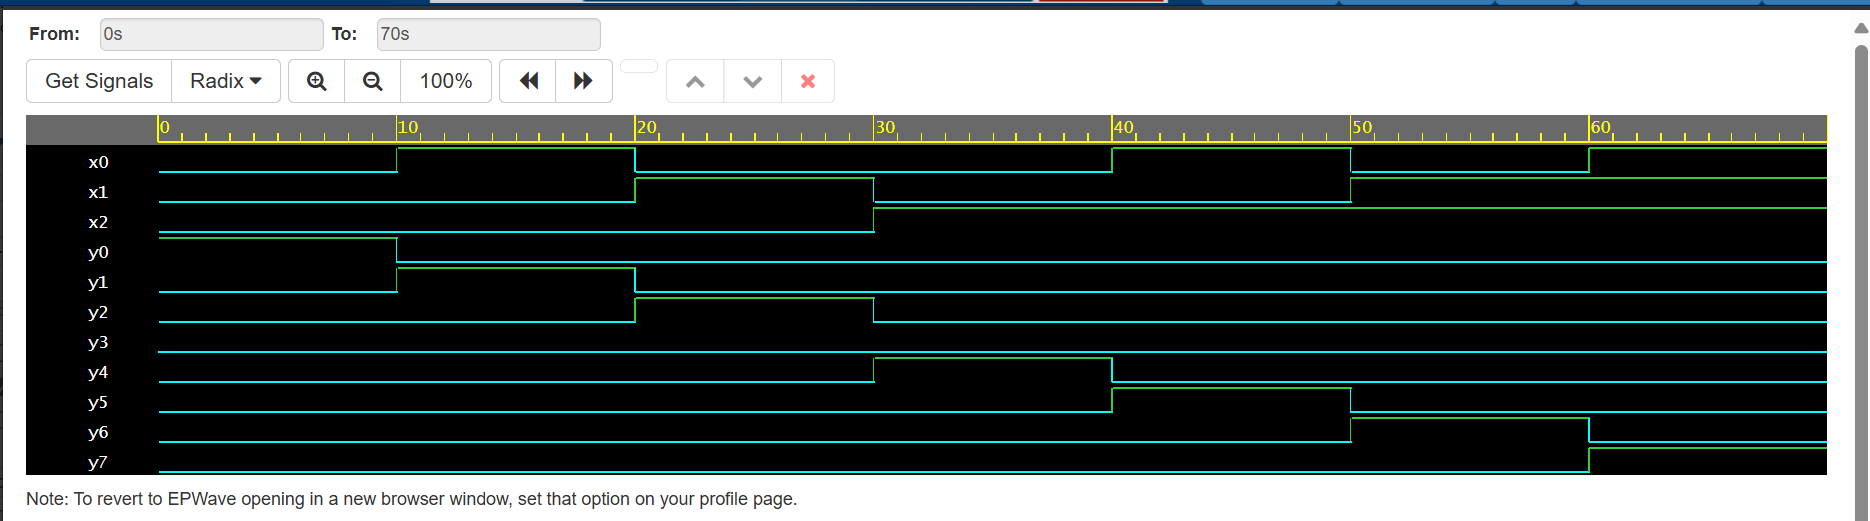 From: 0s To: 70s
Get Signals Radix 100%
0 10 20 30 40 50 60
x0
x1
x2
y0
y1
y2
y3
y4
y5
y6
y7
Note: To revert to EPWave opening in a new browser window, set that option on your profile page.